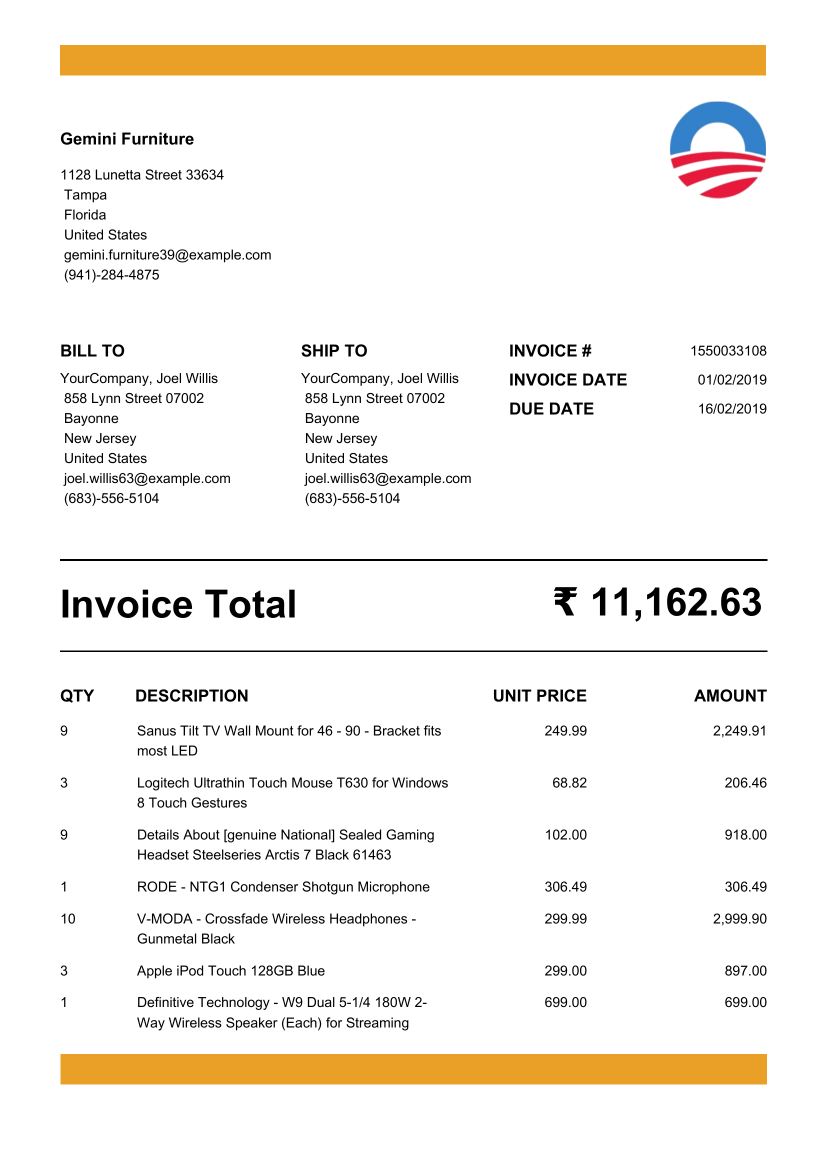 Gemini Furniture
1128 Lunetta Street 33634
Tampa
Florida
United States
gemini.furniture39@example.com
(941)-284-4875
BILL TO
YourCompany, Joel Willis
858 Lynn Street 07002
Bayonne
New Jersey
United States
joel.willis63@example.com
(683)-556-5104
SHIP TO
YourCompany, Joel Willis
858 Lynn Street 07002
Bayonne
New Jersey
United States
joel.willis63@example.com
(683)-556-5104
INVOICE # 1550033108
INVOICE DATE 01/02/2019
DUE DATE 16/02/2019
Invoice Total ₹ 11,162.63
QTY DESCRIPTION UNIT PRICE AMOUNT
9 Sanus Tilt TV Wall Mount for 46 - 90 - Bracket fits 249.99 2,249.91
most LED
3 Logitech Ultrathin Touch Mouse T630 for Windows 68.82 206.46
8 Touch Gestures
9 Details About [genuine National] Sealed Gaming 102.00 918.00
Headset Steelseries Arctis 7 Black 61463
1 RODE - NTG1 Condenser Shotgun Microphone 306.49 306.49
10 V-MODA - Crossfade Wireless Headphones - 299.99 2,999.90
Gunmetal Black
3 Apple iPod Touch 128GB Blue 299.00 897.00
1 Definitive Technology - W9 Dual 5-1/4 180W 2- 699.00 699.00
Way Wireless Speaker (Each) for Streaming